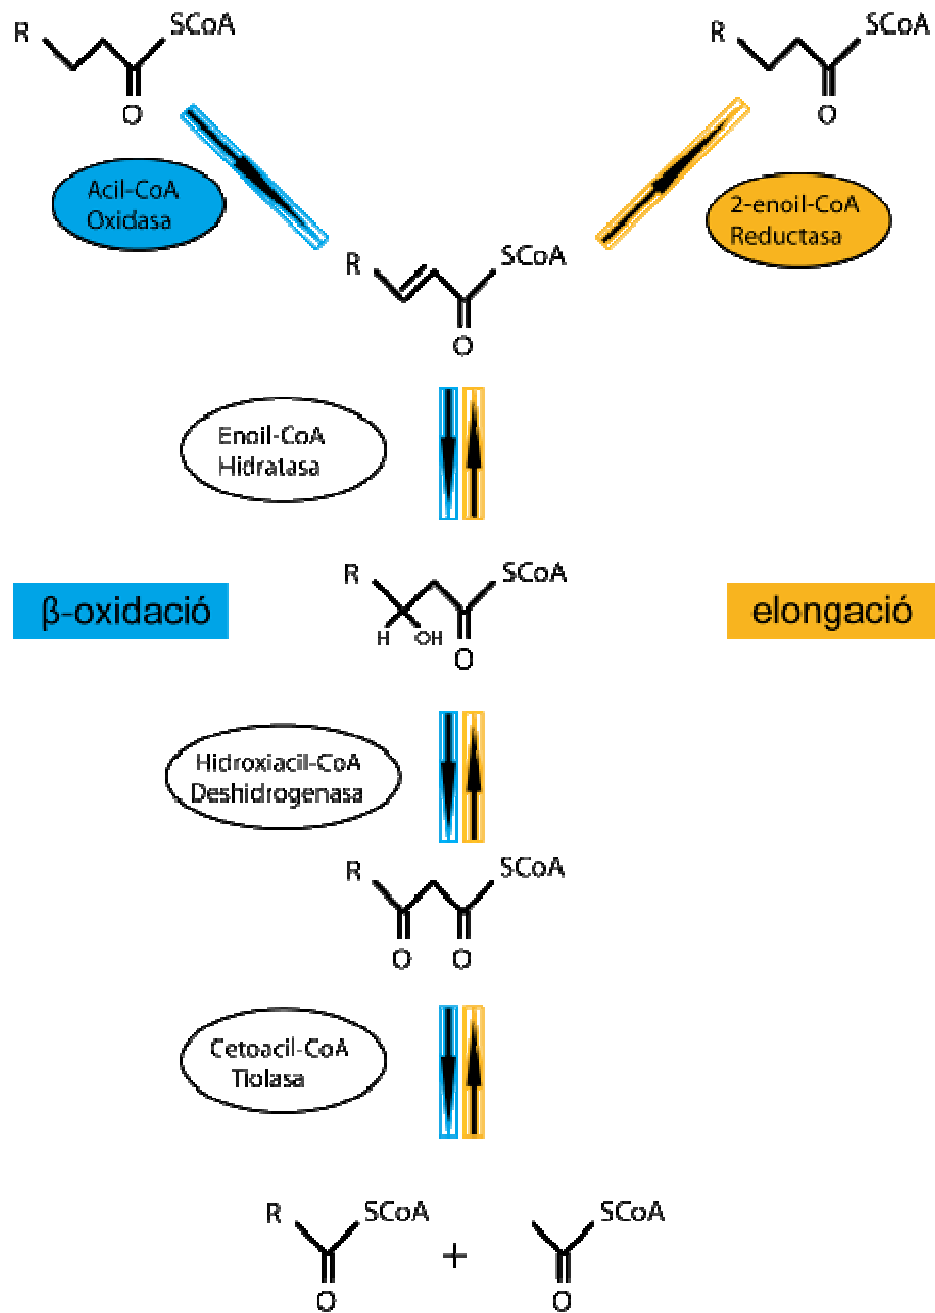 R SCoA
O
R SCoA
O
Acil-CoA
Oxidasa
2-enoil-CoA
Reductasa
R SCoA
O
Enoil-CoA
Hidratasa
R SCoA
H OH
O
β-oxidació
elongació
Hidroxiacil-CoA
Deshidrogenasa
R SCoA
O O
Cetoacil-CoA
Tiolasa
R SCoA
O
+
SCoA
O